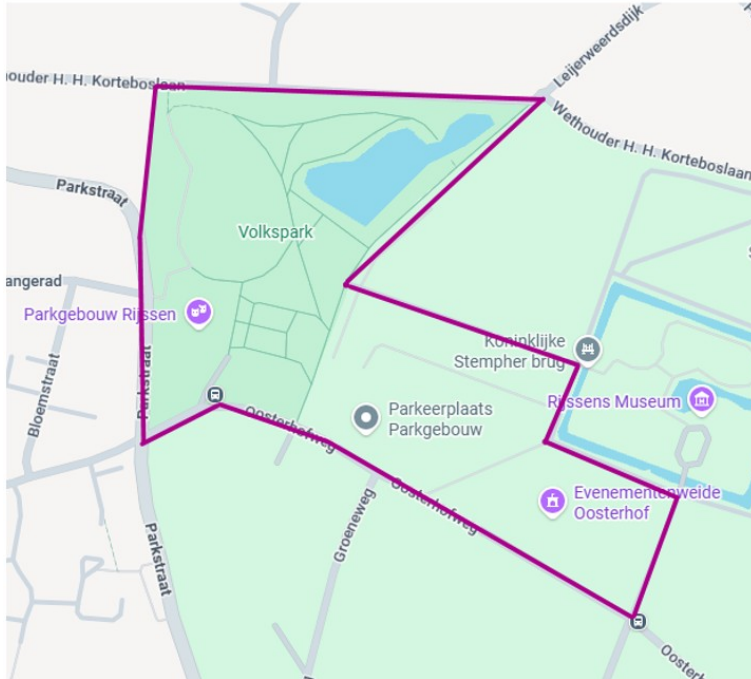 Leijerweerdsdijk
houder H. H. Korteboslaan
Wethouder H. H. Korteboslaan
Parkstraat
Volkspark
angerad
Parkgebouw Rijssen
Koninklijke
Stempher brug
Bloemstraat
Parkstraat
Rijssens Museum
Oosterhofweg
Parkeerplaats
Parkgebouw
Oosterhofweg
Evenementenweide
Oosterhof
Groeneweg
Parkstraat
Oosterh